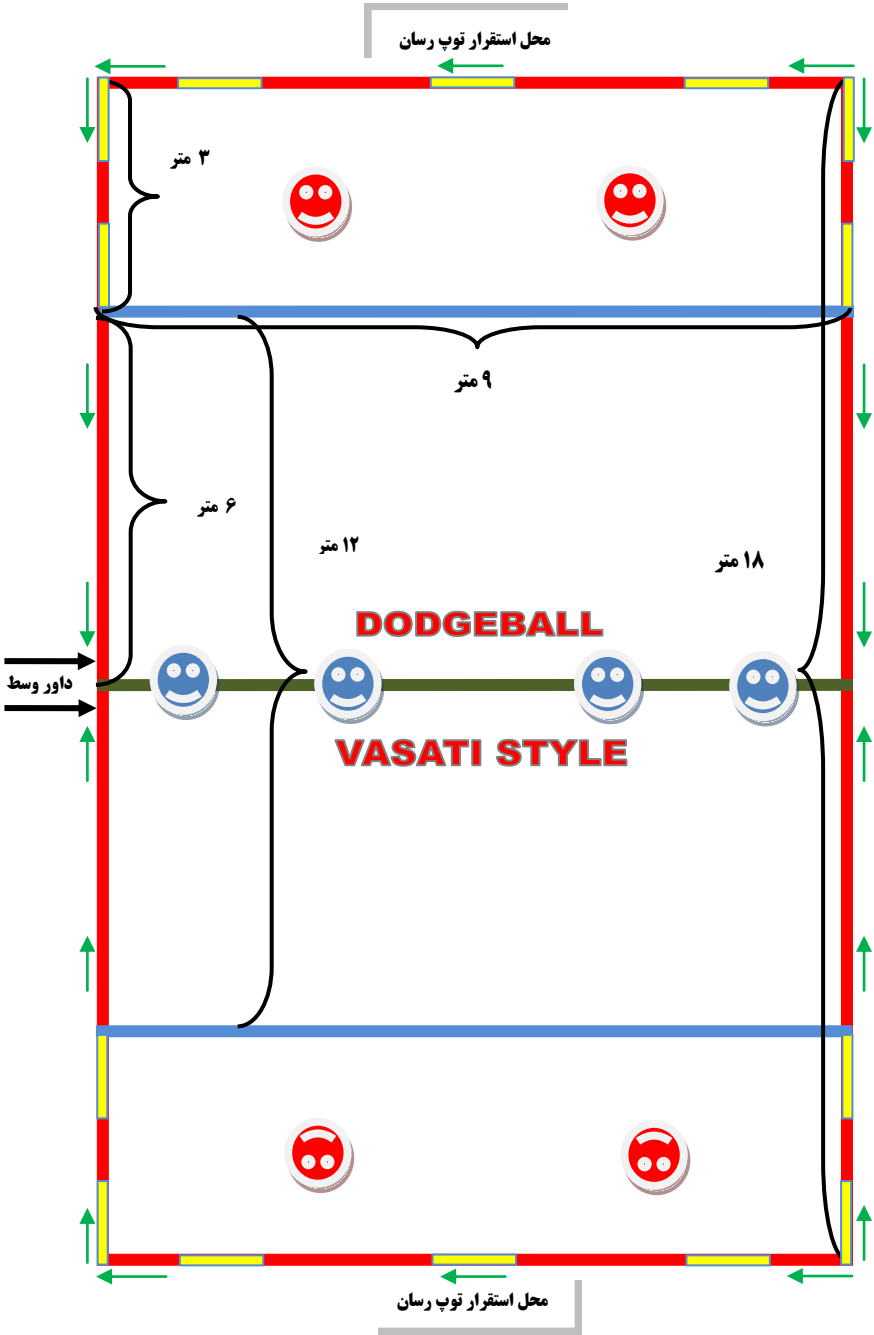 محل استقرار توپ رسان
۳ متر
۹ متر
۶ متر
۱۲ متر
۱۸ متر
DODGEBALL
داور وسط
VASATI STYLE
محل استقرار توپ رسان